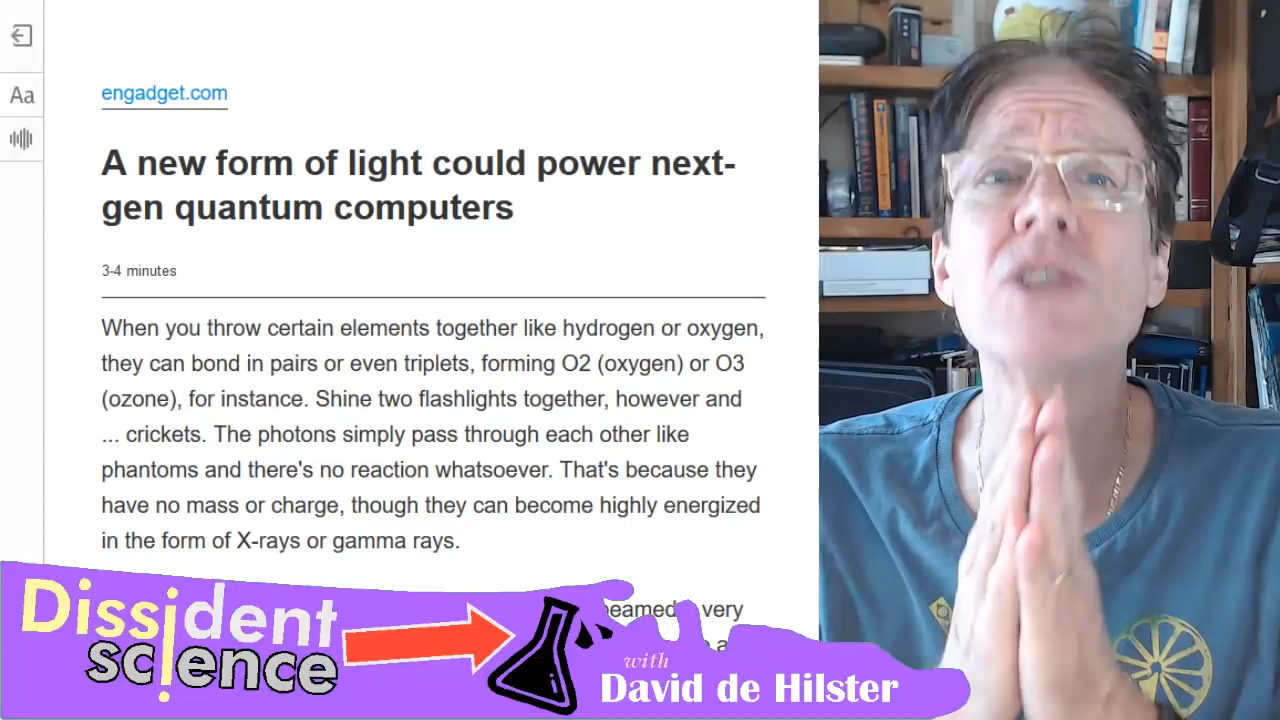 engadget.com
Aa
A new form of light could power next-
gen quantum computers
3-4 minutes
When you throw certain elements together like hydrogen or oxygen,
they can bond in pairs or even triplets, forming O2 (oxygen) or O3
(ozone), for instance. Shine two flashlights together, however and
... crickets. The photons simply pass through each other like
phantoms and there's no reaction whatsoever. That's because they
have no mass or charge, though they can become highly energized
in the form of X-rays or gamma rays.
beamed very
Dissident
science
with
David de Hilster